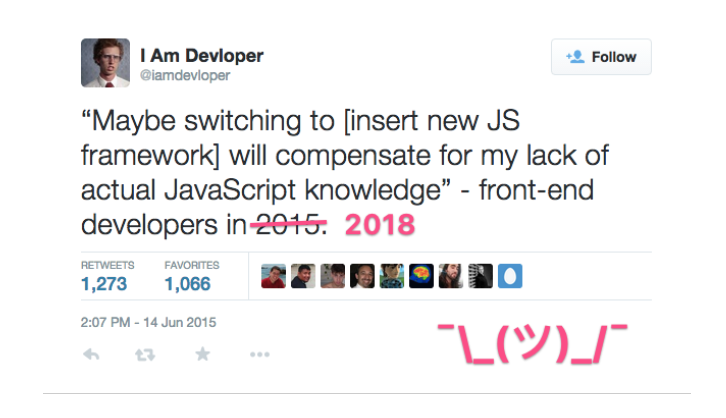 I Am Devloper
@iamdevloper
Follow
“Maybe switching to [insert new JS
framework] will compensate for my lack of
actual JavaScript knowledge” - front-end
developers in 2015. 2018
RETWEETS FAVORITES
1,273 1,066
2:07 PM - 14 Jun 2015
¯\_(ツ)_/¯